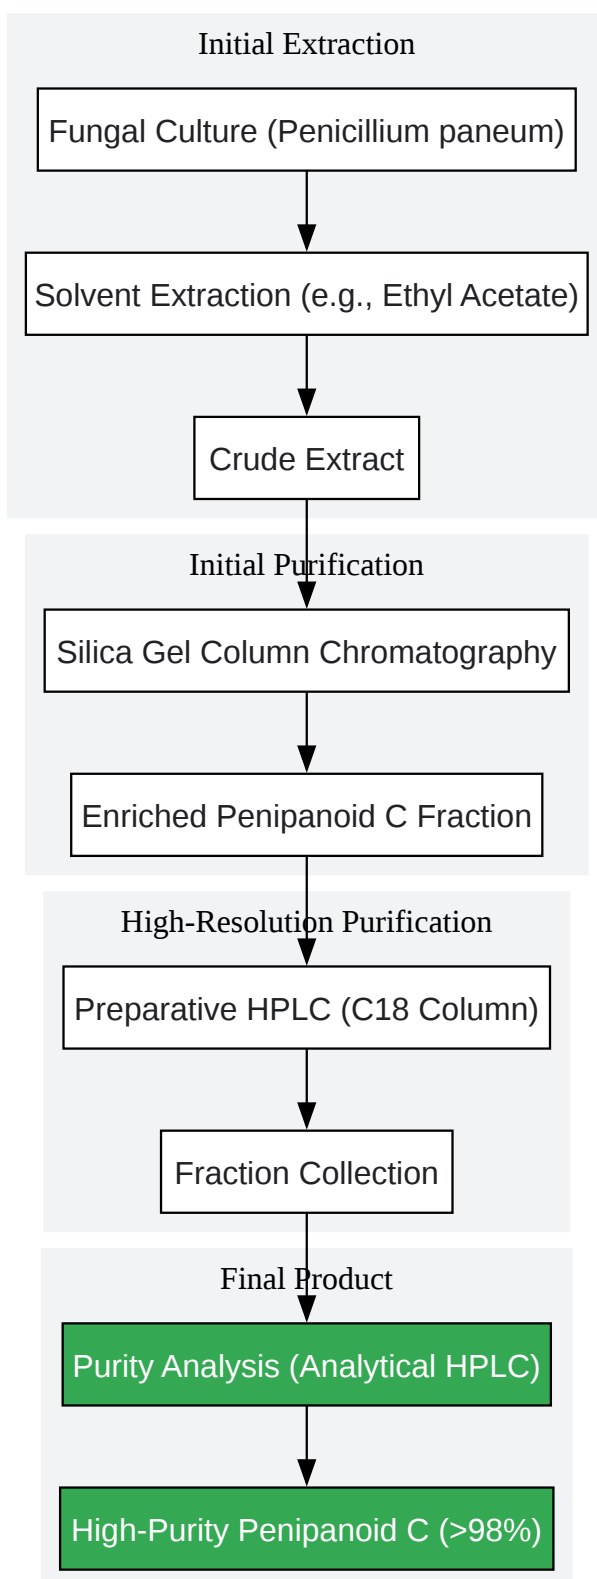 Initial Extraction
Fungal Culture (Penicillium paneum)
Solvent Extraction (e.g., Ethyl Acetate)
Crude Extract
Initial Purification
Silica Gel Column Chromatography
Enriched Penipanoid C Fraction
High-Resolution Purification
Preparative HPLC (C18 Column)
Fraction Collection
Final Product
Purity Analysis (Analytical HPLC)
High-Purity Penipanoid C (>98%)